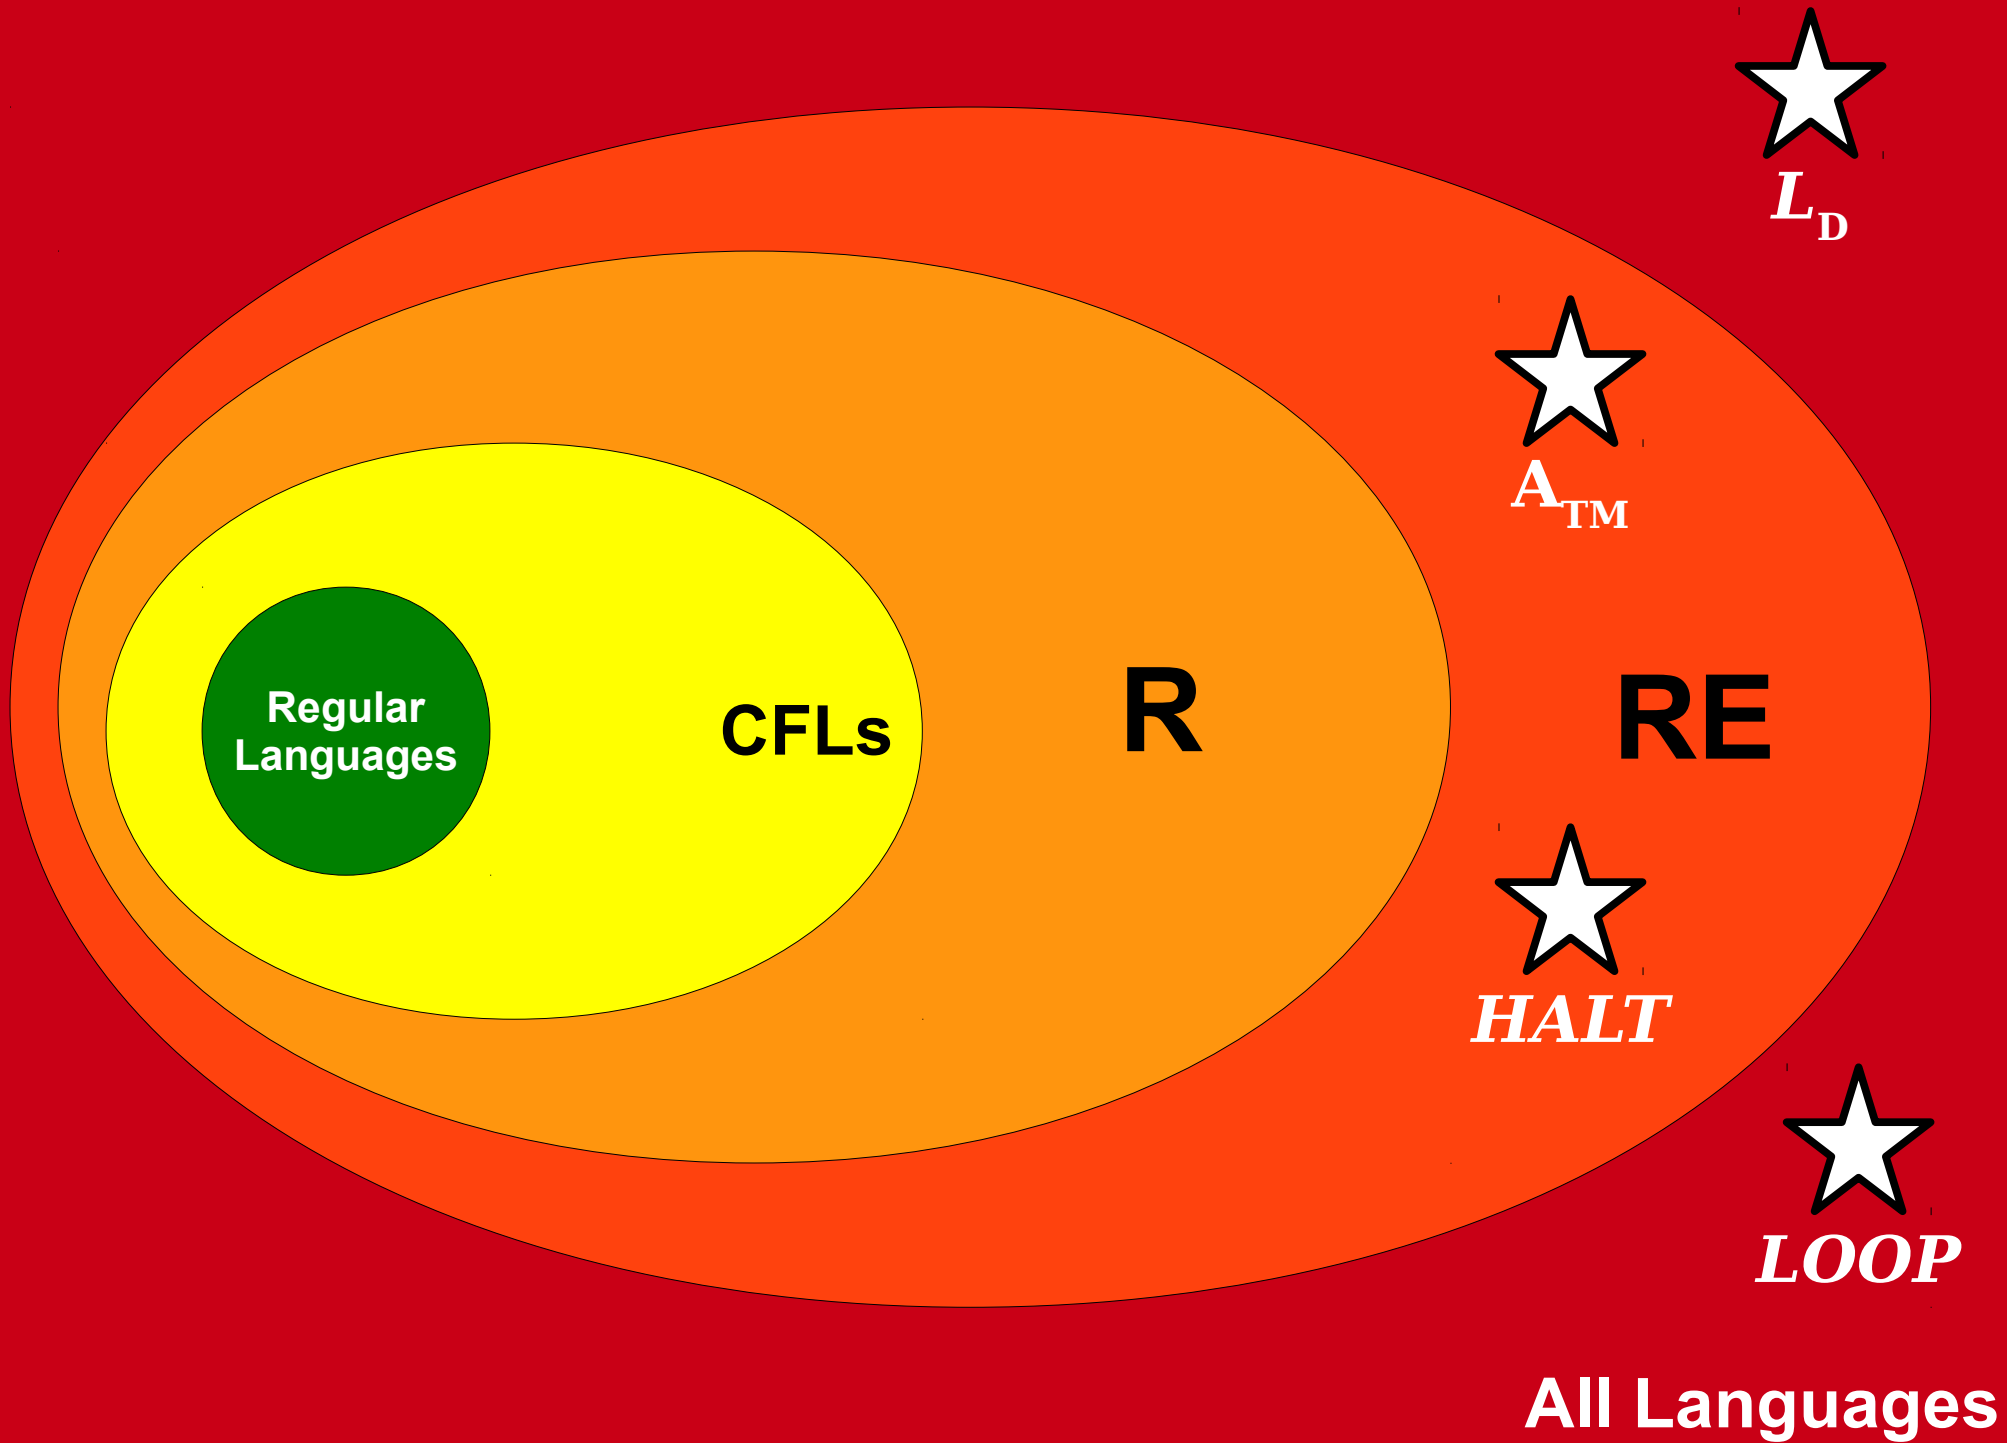 L_D
A_TM
Regular
Languages
CFLs
R
RE
HALT
LOOP
All Languages